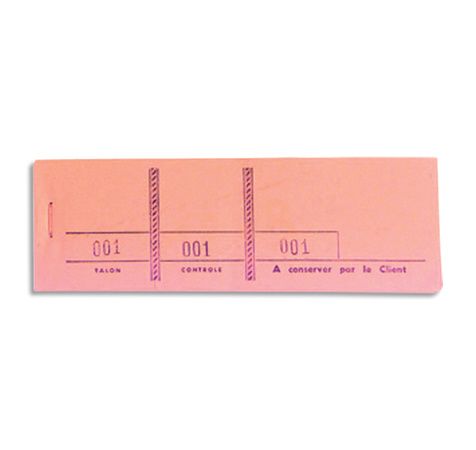 001 001 001
TALON CONTROLE A conserver par le Client